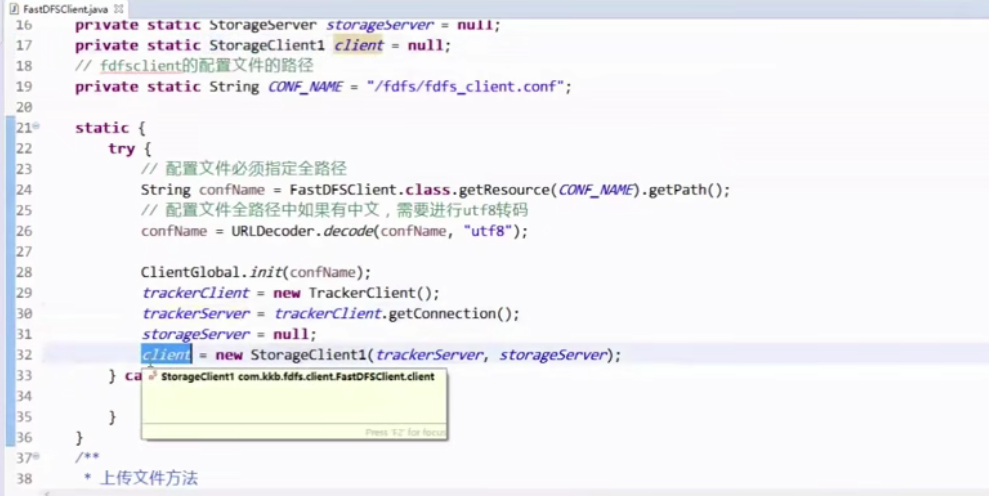 FastDFSClient.java
16 private static StorageServer storageServer = null;
17 private static StorageClient1 client = null;
18 // fdfsclient的配置文件的路径
19 private static String CONF_NAME = "/fdfs/fdfs_client.conf";
20
21 static {
22 try {
23 // 配置文件必须指定全路径
24 String confName = FastDFSClient.class.getResource(CONF_NAME).getPath();
25 // 配置文件全路径中如果有中文，需要进行utf8转码
26 confName = URLDecoder.decode(confName, "utf8");
27
28 ClientGlobal.init(confName);
29 trackerClient = new TrackerClient();
30 trackerServer = trackerClient.getConnection();
31 storageServer = null;
32 client = new StorageClient1(trackerServer, storageServer);
33 } ca
StorageClient1 com.kkb.fdfs.client.FastDFSClient.client
34
35 }
Press 'F2' for focus
36 }
37 /**
38 * 上传文件方法